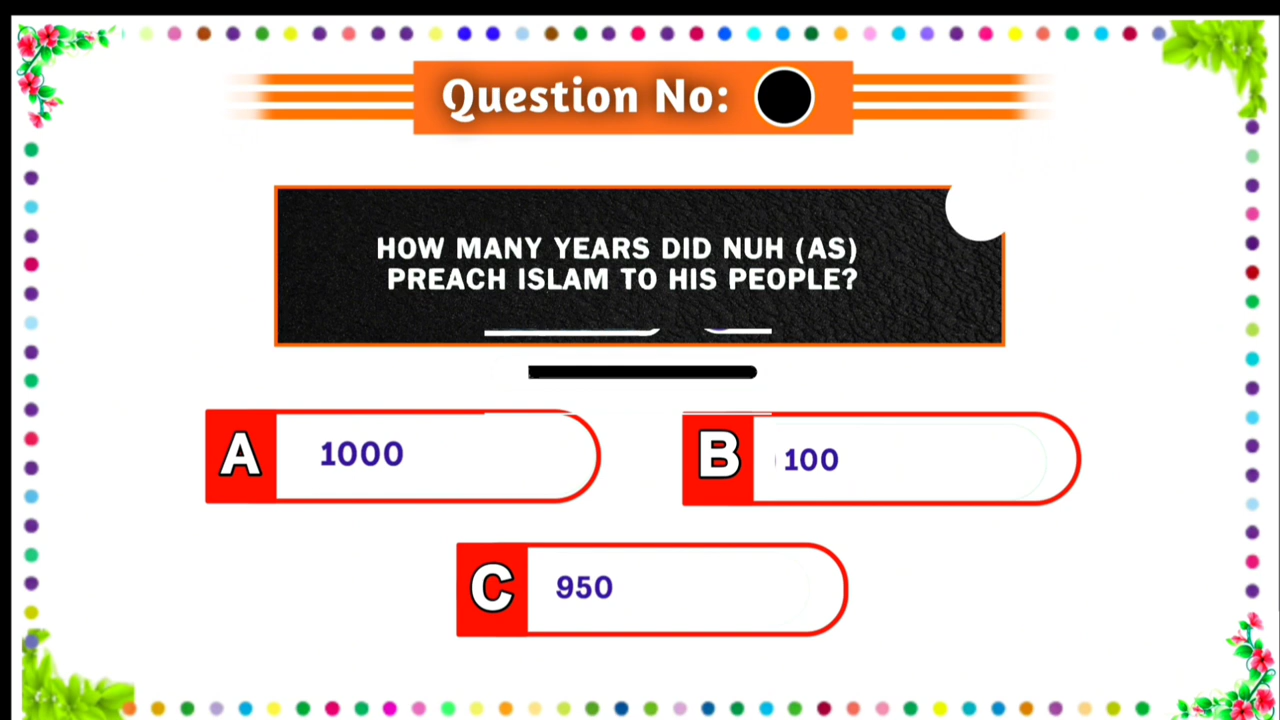 Question No:
HOW MANY YEARS DID NUH (AS)
PREACH ISLAM TO HIS PEOPLE?
A 1000
B 100
C 950